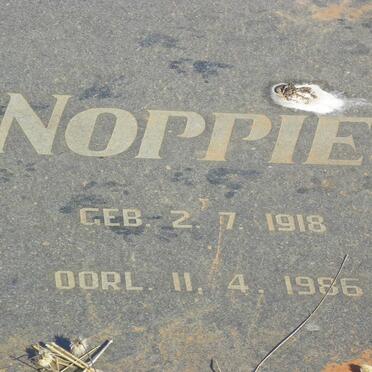 NOPPIE
GEB. 2. 7. 1918
OORL. 11. 4. 1986